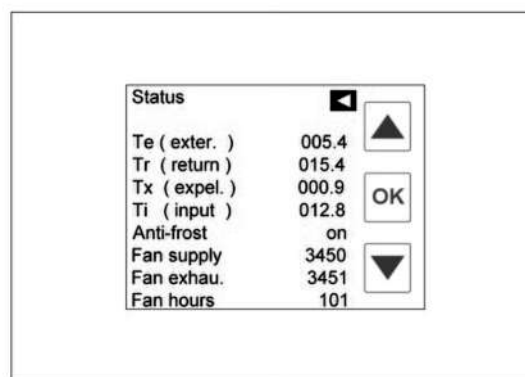 Status
Te ( exter. ) 005.4
Tr ( return ) 015.4
Tx ( expel. ) 000.9
Ti ( input ) 012.8
Anti-frost on
Fan supply 3450
Fan exhau. 3451
Fan hours 101
OK